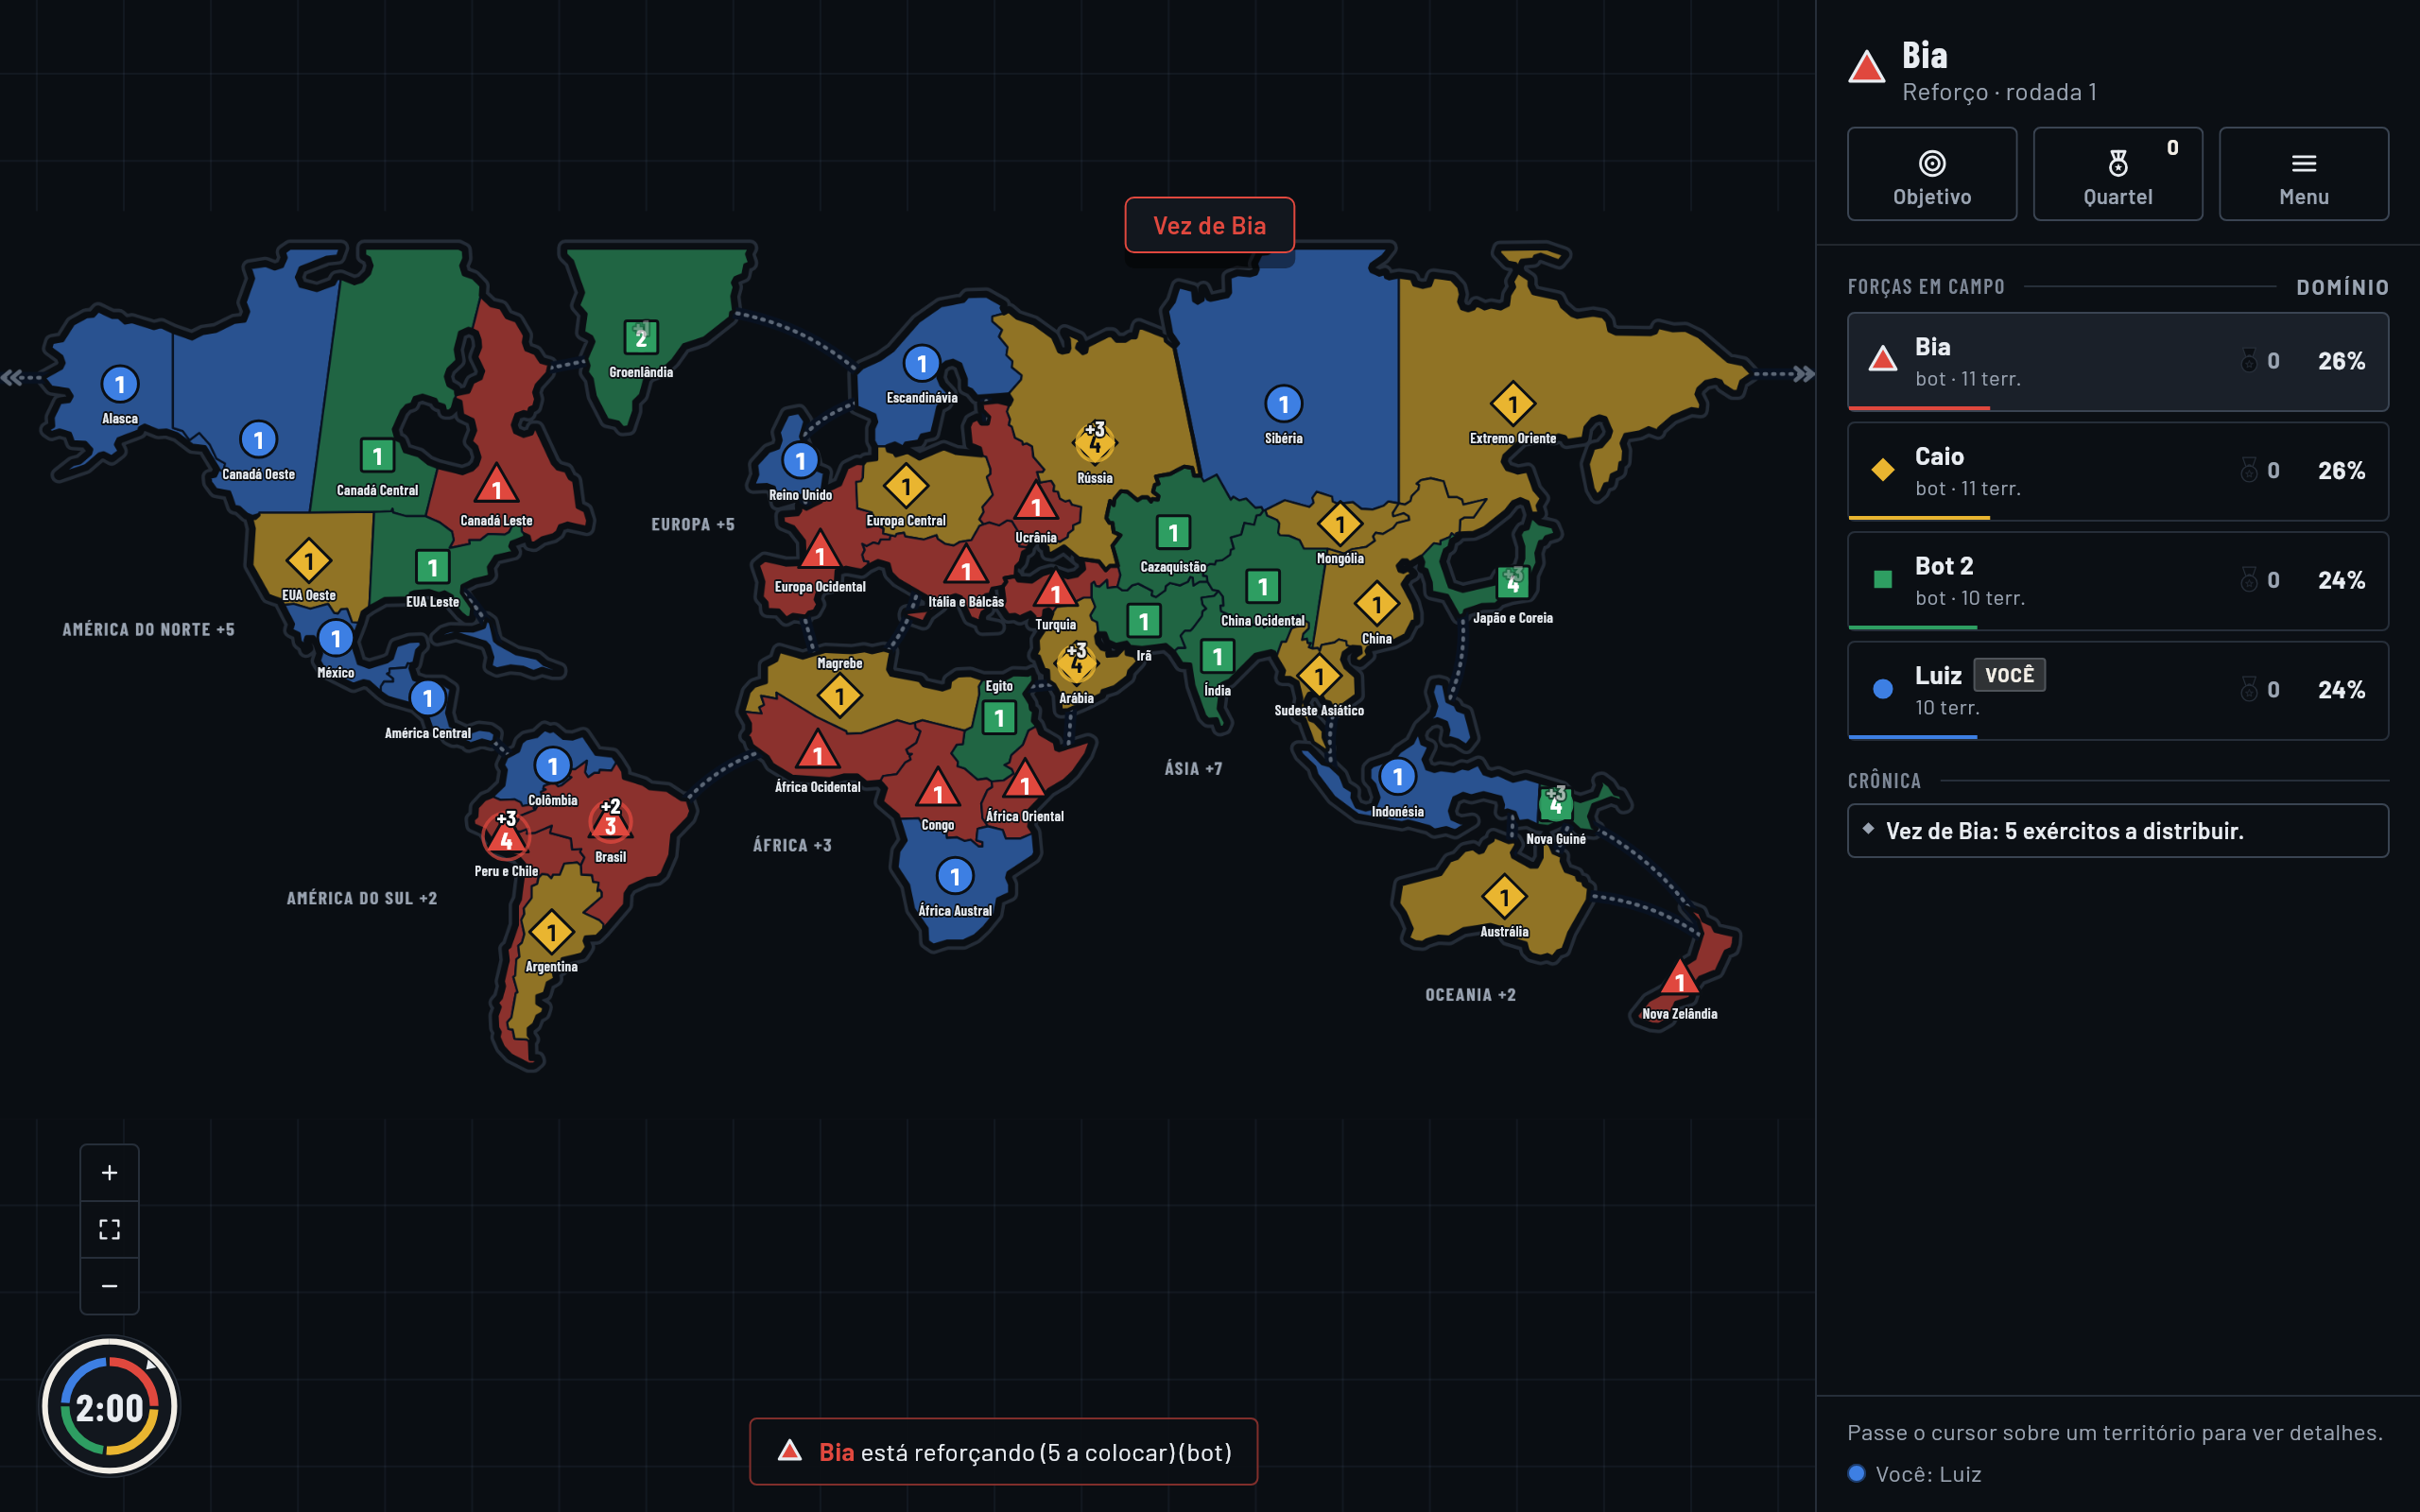 Vez de Bia
1
Alasca
1
Canadá Oeste
1
Canadá Central
1
Canadá Leste
+1
2
Groenlândia
1
EUA Oeste
1
EUA Leste
AMÉRICA DO NORTE +5
1
México
1
América Central
1
Colômbia
+3
4
Peru e Chile
+2
3
Brasil
1
Argentina
AMÉRICA DO SUL +2
1
Escandinávia
1
Reino Unido
EUROPA +5
1
Europa Central
1
Europa Ocidental
1
Itália e Bálcãs
1
Ucrânia
+3
4
Rússia
1
Turquia
+3
4
Arábia
Magrebe
1
Egito
1
1
África Ocidental
1
Congo
1
África Oriental
1
África Austral
ÁFRICA +3
1
Sibéria
1
Extremo Oriente
1
Cazaquistão
1
Mongólia
1
China Ocidental
1
China
1
Irã
1
Índia
1
Sudeste Asiático
+3
4
Japão e Coreia
ÁSIA +7
1
Indonésia
+3
4
Nova Guiné
1
Austrália
1
Nova Zelândia
OCEANIA +2
+
−
2:00
Bia está reforçando (5 a colocar) (bot)
Bia
Reforço · rodada 1
Objetivo
0
Quartel
Menu
FORÇAS EM CAMPO
DOMÍNIO
Bia
bot · 11 terr.
0 26%
Caio
bot · 11 terr.
0 26%
Bot 2
bot · 10 terr.
0 24%
Luiz VOCÊ
10 terr.
0 24%
CRÔNICA
Vez de Bia: 5 exércitos a distribuir.
Passe o cursor sobre um território para ver detalhes.
Você: Luiz